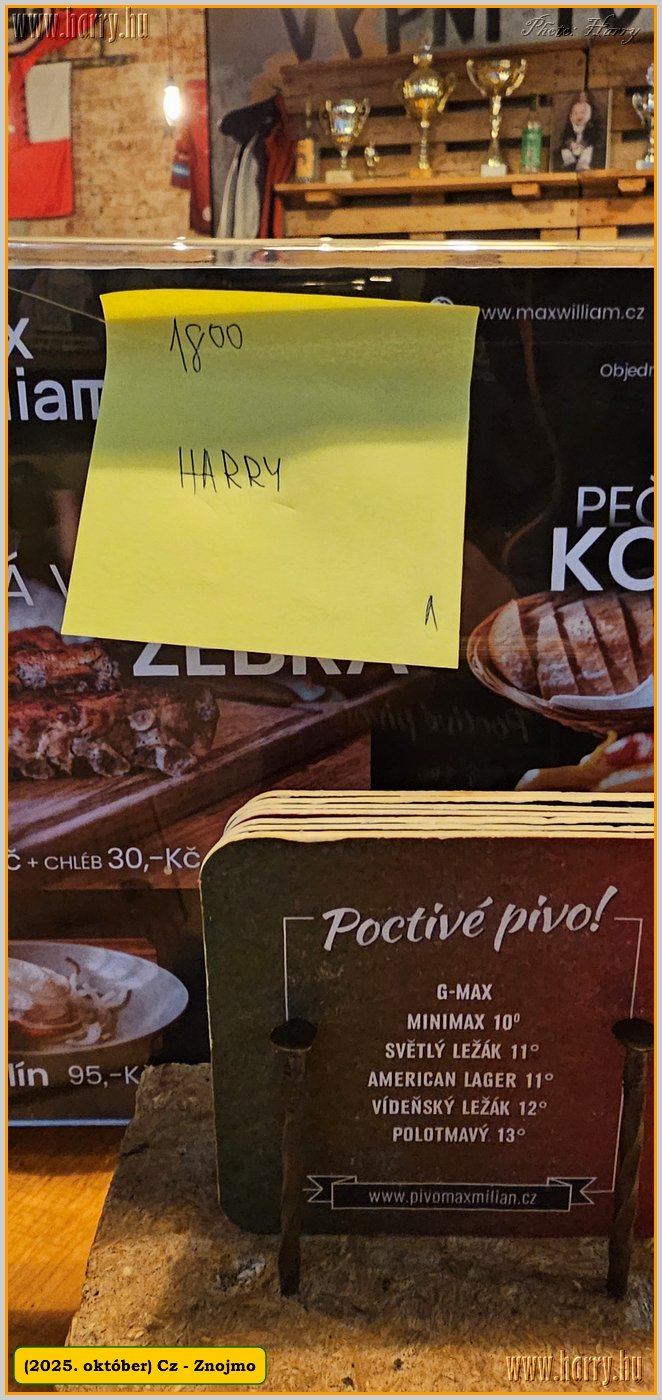 www.harry.hu
Photo: Harry
1800
HARRY
1
www.maxwilliam.cz
Objedn
x
liam
PEČ
KO
Á V
ŽEBRA
+ CHLÉB 30,-Kč
lín 95,-K
Poctivé pivo!
G-MAX
MINIMAX 10°
SVĚTLÝ LEŽÁK 11°
AMERICAN LAGER 11°
VÍDEŇSKÝ LEŽÁK 12°
POLOTMAVÝ 13°
www.pivomaxmilian.cz
(2025. október) Cz - Znojmo
www.harry.hu